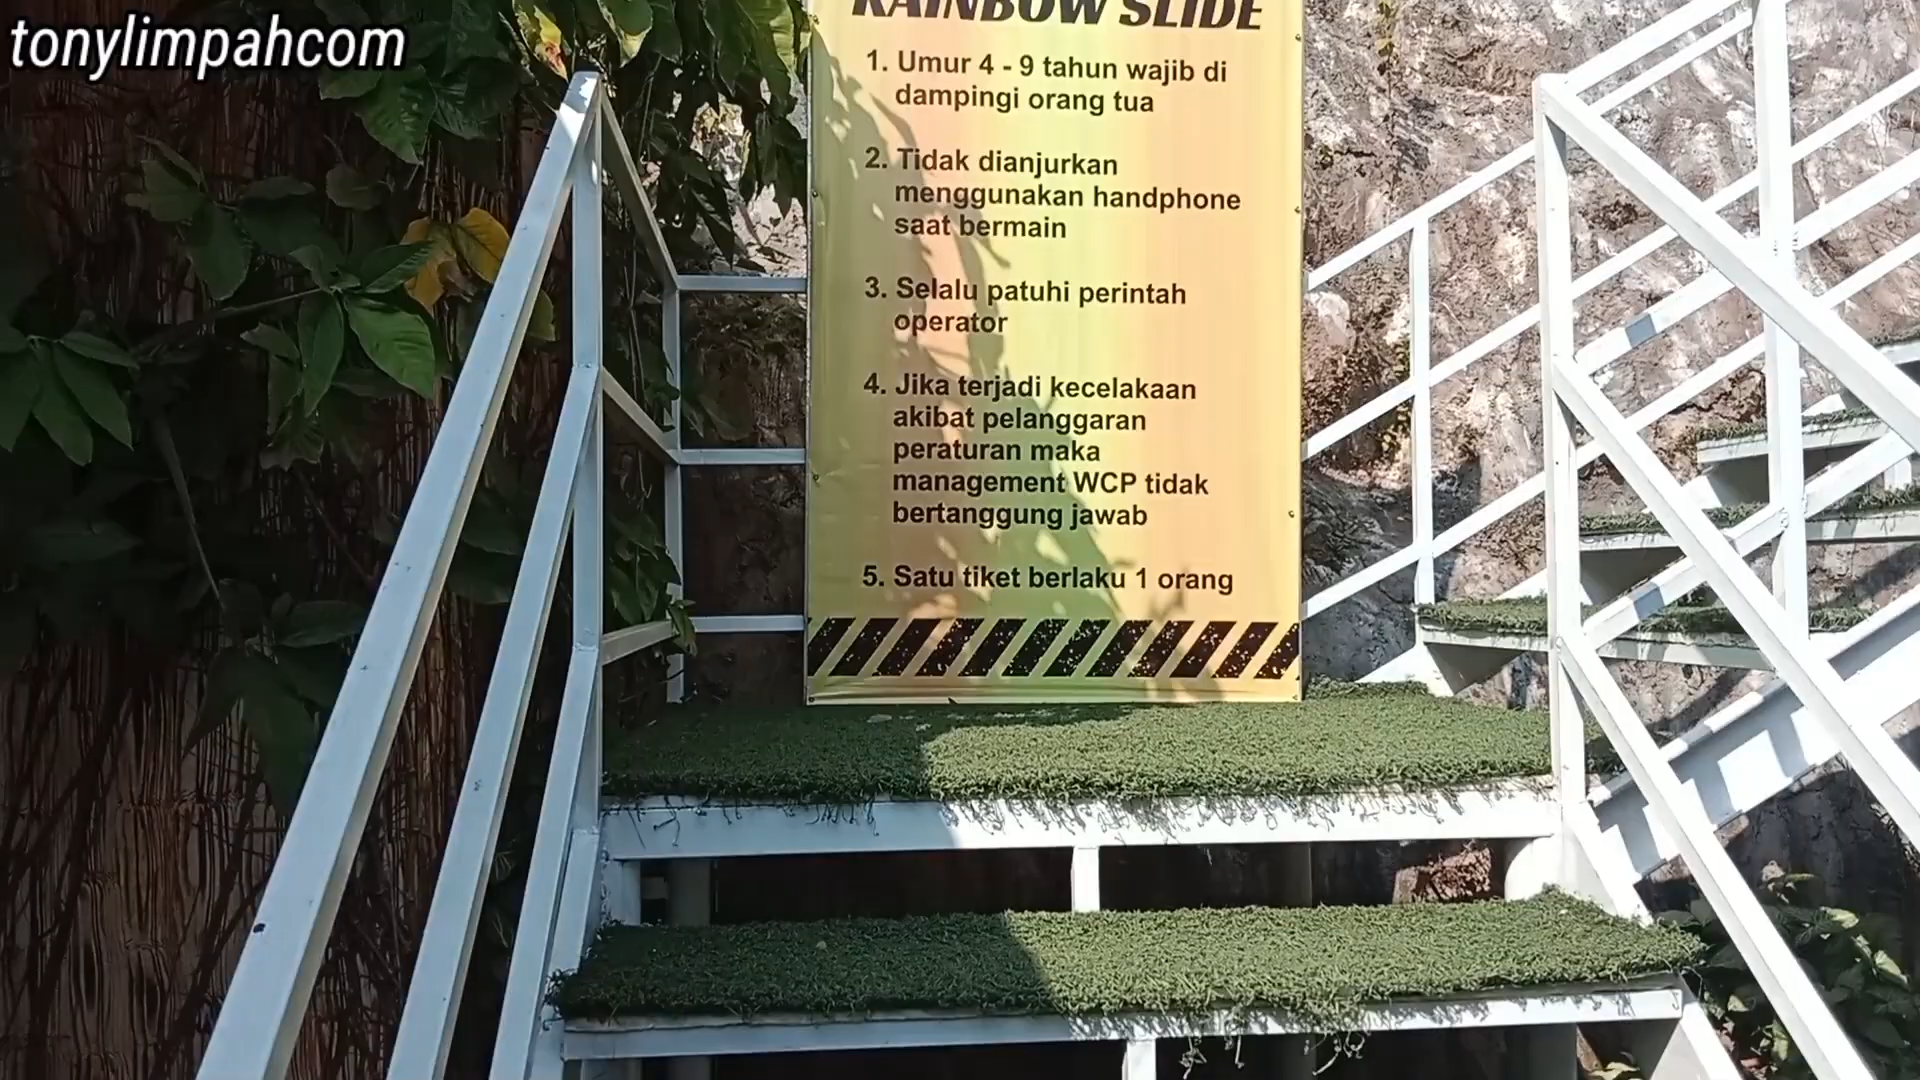 tonylimpahcom
RAINBOW SLIDE
1. Umur 4 - 9 tahun wajib di
dampingi orang tua
2. Tidak dianjurkan
menggunakan handphone
saat bermain
3. Selalu patuhi perintah
operator
4. Jika terjadi kecelakaan
akibat pelanggaran
peraturan maka
management WCP tidak
bertanggung jawab
5. Satu tiket berlaku 1 orang